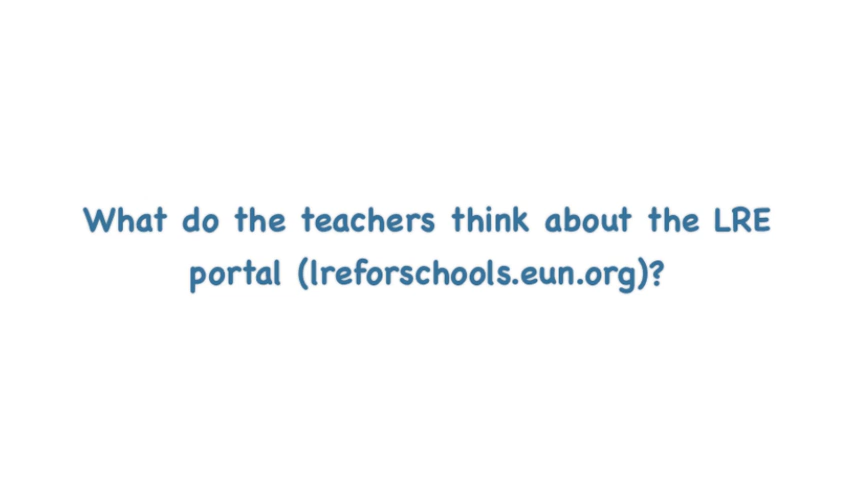 What do the teachers think about the LRE
portal (lreforschools.eun.org)?